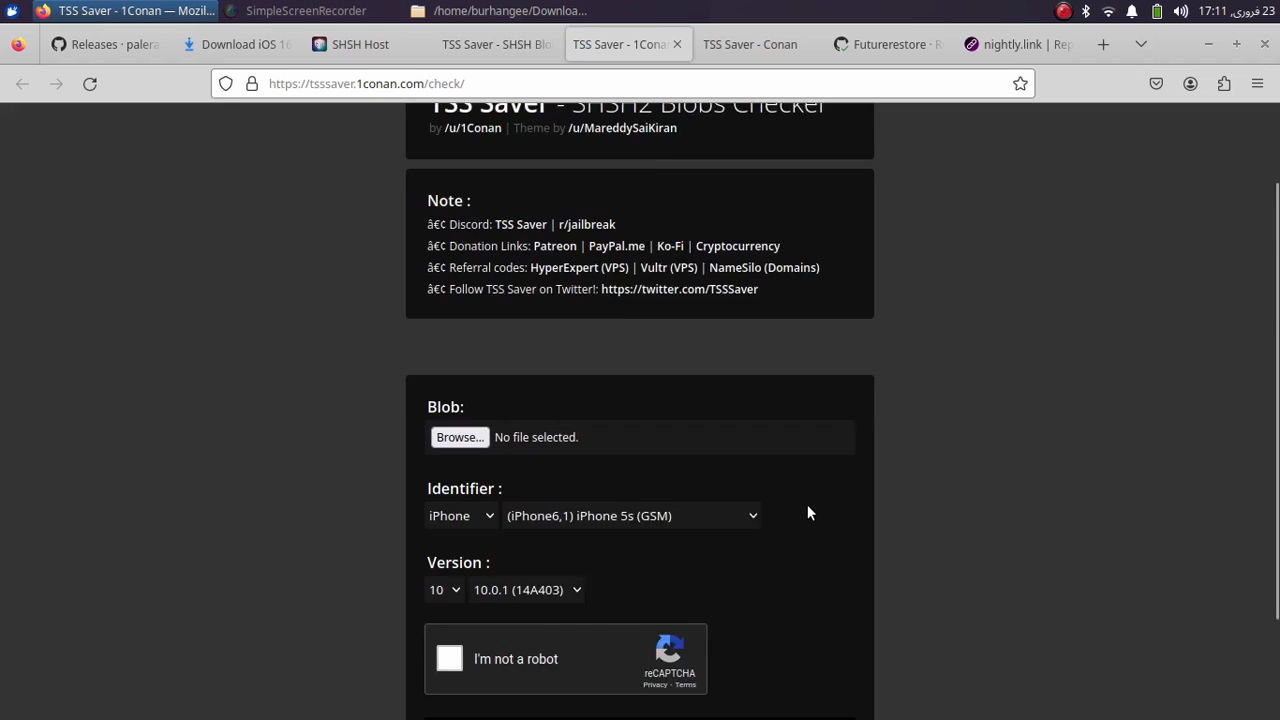 TSS Saver - 1Conan — Mozil...
SimpleScreenRecorder
/home/burhangee/Downloa...
23 فروری, 17:11
Releases · palera
Download iOS 16
SHSH Host
TSS Saver - SHSH Blo
TSS Saver - 1Conan
TSS Saver - Conan
Futurerestore · R
nightly.link | Rep
https://tsssaver.1conan.com/check/
TSS Saver - SHSH2 Blobs Checker
by /u/1Conan | Theme by /u/MareddySaiKiran
Note :
â€¢ Discord: TSS Saver | r/jailbreak
â€¢ Donation Links: Patreon | PayPal.me | Ko-Fi | Cryptocurrency
â€¢ Referral codes: HyperExpert (VPS) | Vultr (VPS) | NameSilo (Domains)
â€¢ Follow TSS Saver on Twitter!: https://twitter.com/TSSSaver
Blob:
Browse... No file selected.
Identifier :
iPhone (iPhone6,1) iPhone 5s (GSM)
Version :
10 10.0.1 (14A403)
I'm not a robot
reCAPTCHA
Privacy - Terms